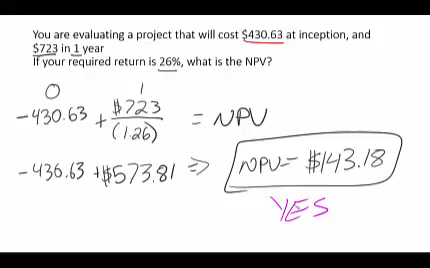 You are evaluating a project that will cost $430.63 at inception, and
$723 in 1 year
If your required return is 26%, what is the NPV?
0 1
-430.63 + $723/(1.26) = NPU
-436.63 + $573.81 => NPU = $143.18
YES